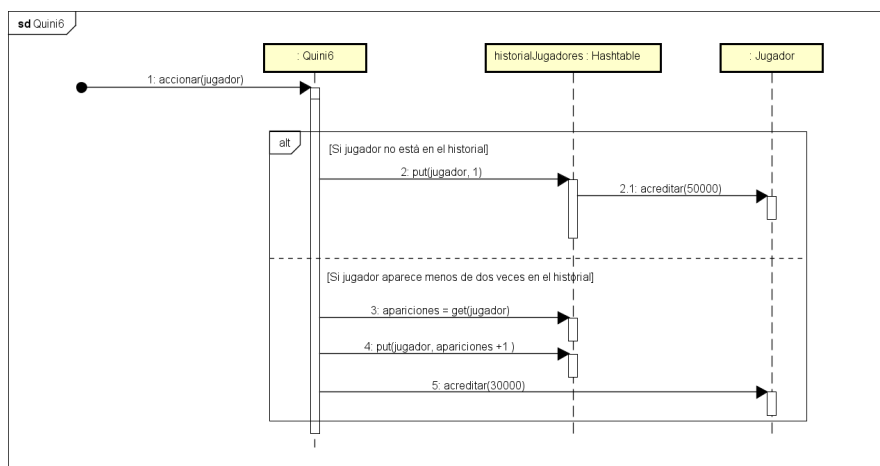 sd Quini6
: Quini6
historialJugadores : Hashtable
: Jugador
1: accionar(jugador)
alt
[Si jugador no está en el historial]
2: put(jugador, 1)
2.1: acreditar(50000)
[Si jugador aparece menos de dos veces en el historial]
3: apariciones = get(jugador)
4: put(jugador, apariciones +1 )
5: acreditar(30000)